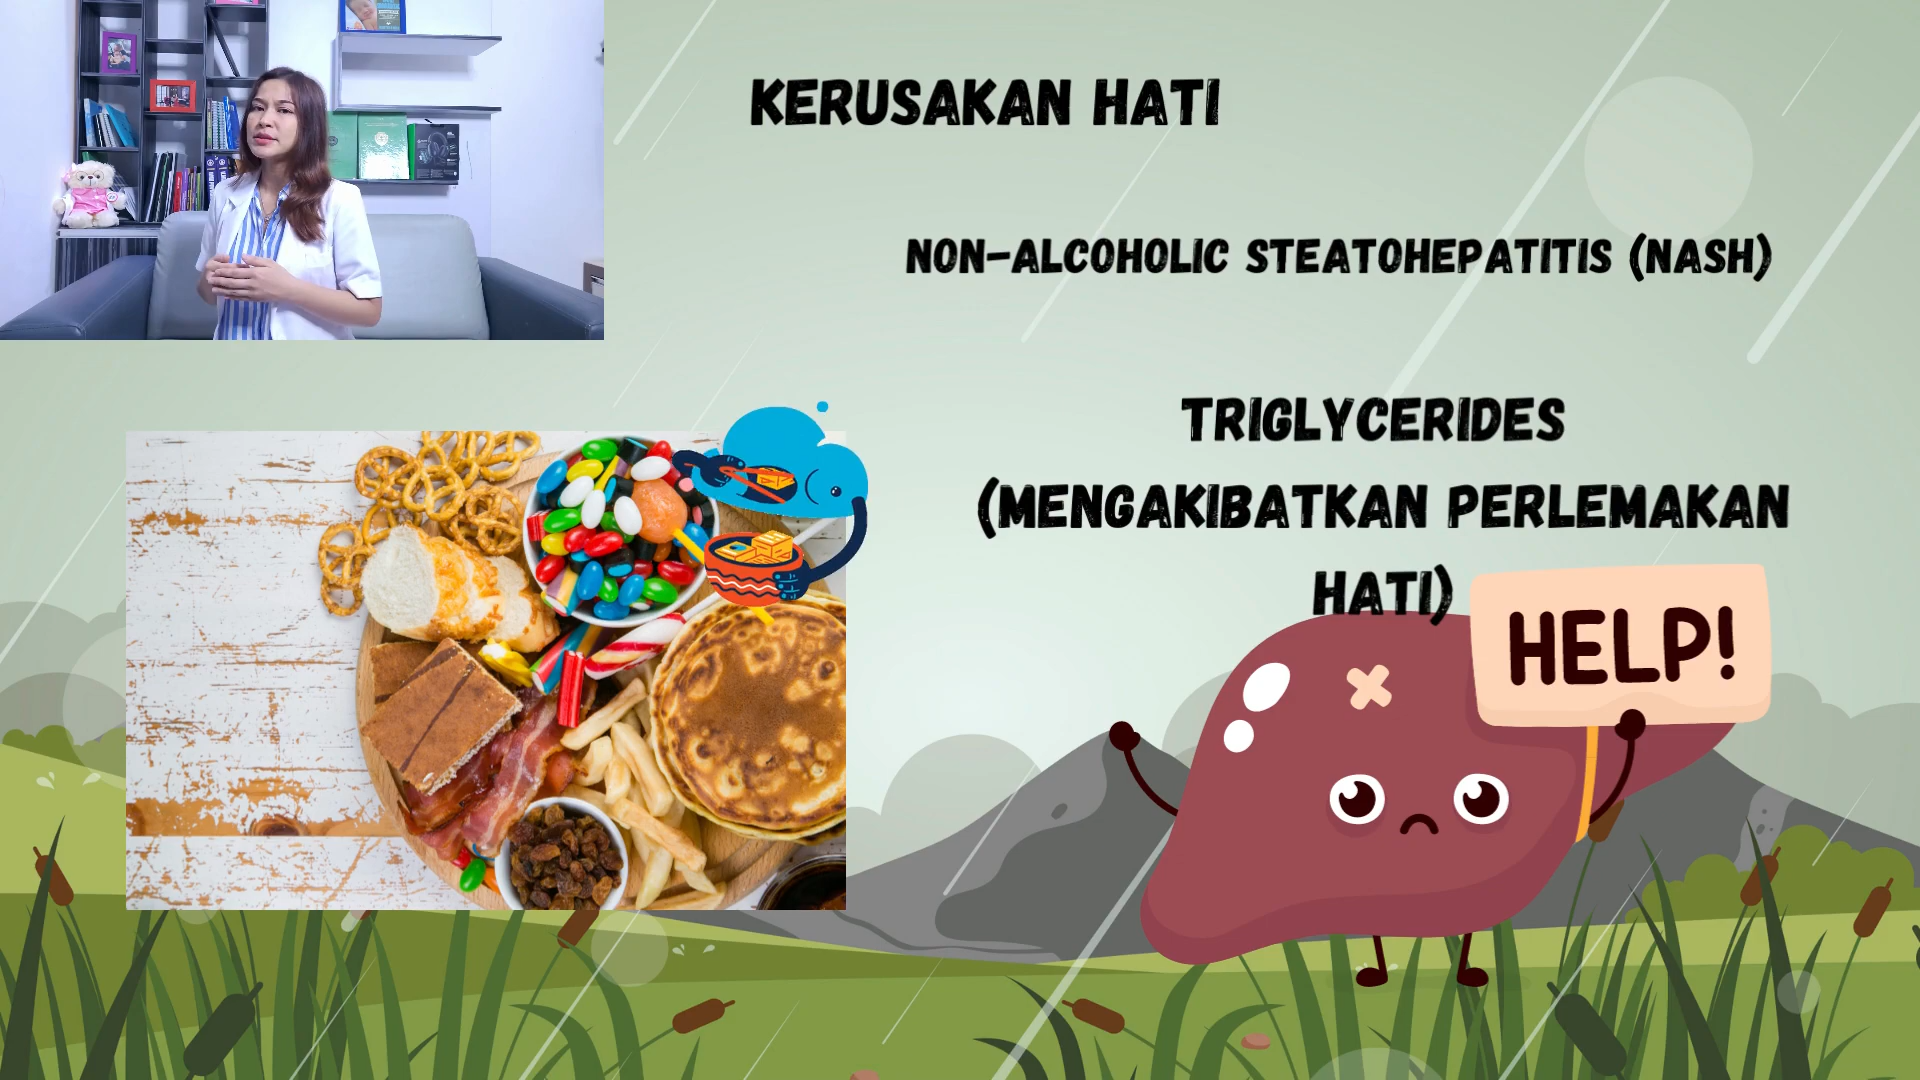 KERUSAKAN HATI
NON-ALCOHOLIC STEATOHEPATITIS (NASH)
TRIGLYCERIDES
(MENGAKIBATKAN PERLEMAKAN
HATI)
HELP!